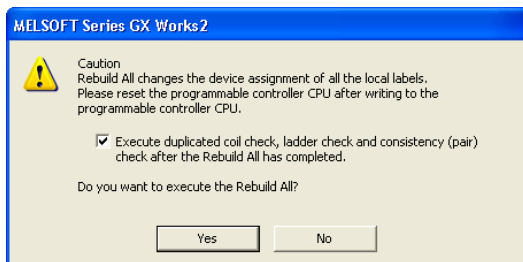 MELSOFT Series GX Works2
Caution
Rebuild All changes the device assignment of all the local labels.
Please reset the programmable controller CPU after writing to the
programmable controller CPU.
Execute duplicated coil check, ladder check and consistency (pair)
check after the Rebuild All has completed.
Do you want to execute the Rebuild All?
Yes
No